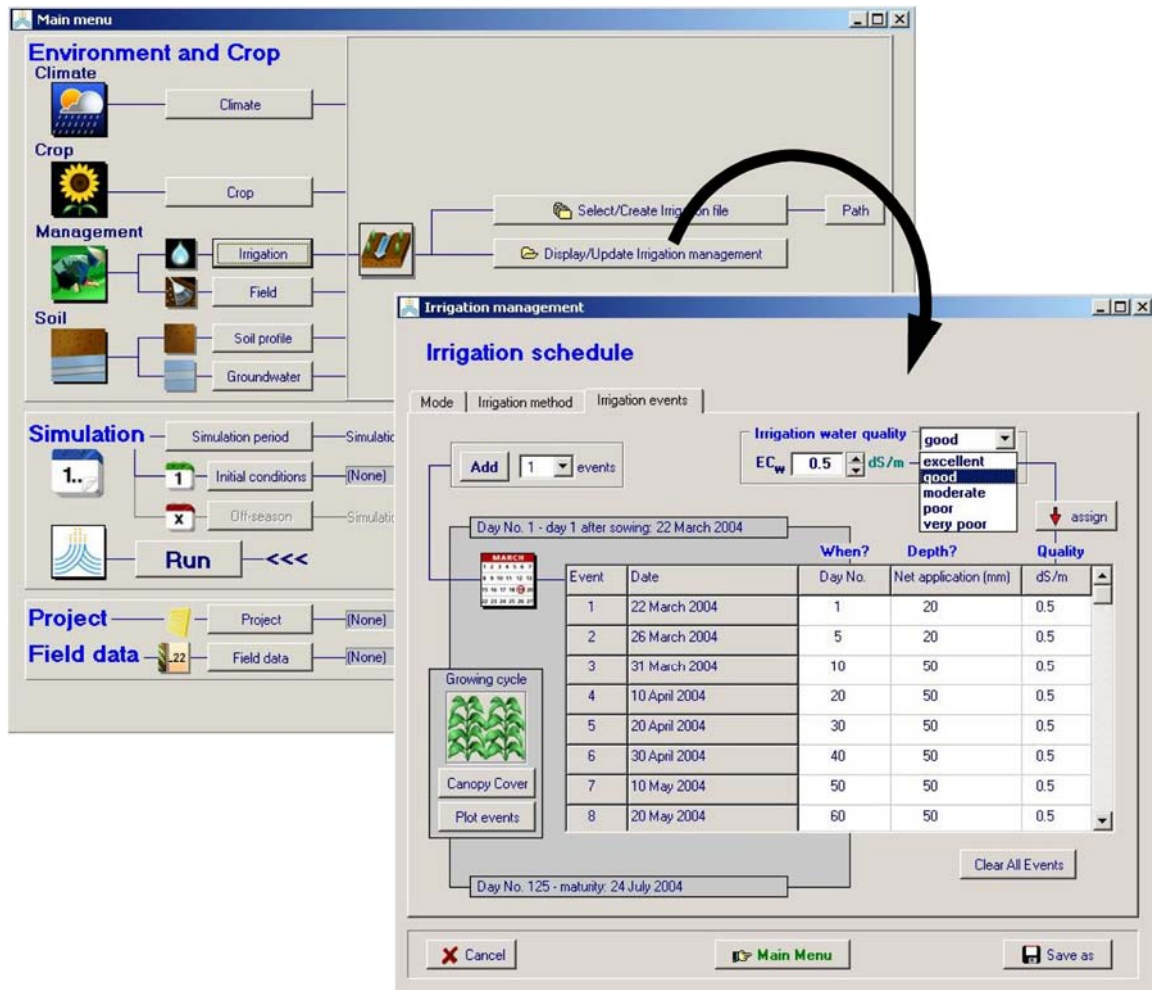 Main menu
Environment and Crop
Climate
Climate
Crop
Crop
Select/Create Irrigation file
Path
Management
Irrigation
Display/Update Irrigation management
Field
Soil
Soil profile
Groundwater
Simulation
Simulation period
Simulatio
1..
1
Initial conditions
(None)
X
Off-season
Simulatio
Run
<<<
Project
Project
(None)
Field data
Field data
(None)
Irrigation management
Irrigation schedule
Mode
Irrigation method
Irrigation events
Add
1
events
Irrigation water quality
good
ECw
0.5
dS/m
excellent
good
moderate
poor
very poor
assign
Day No. 1 - day 1 after sowing: 22 March 2004
MARCH
When? Depth? Quality
Event Date Day No. Net application (mm) dS/m
1 22 March 2004 1 20 0.5
2 26 March 2004 5 20 0.5
3 31 March 2004 10 50 0.5
4 10 April 2004 20 50 0.5
5 20 April 2004 30 50 0.5
6 30 April 2004 40 50 0.5
7 10 May 2004 50 50 0.5
8 20 May 2004 60 50 0.5
Growing cycle
Canopy Cover
Plot events
Clear All Events
Day No. 125 - maturity: 24 July 2004
Cancel
Main Menu
Save as